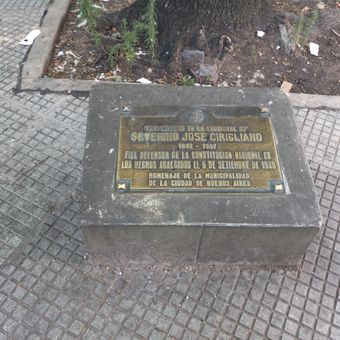 SEVERINO JOSE CIRIGLIANO
FIEL DEFENSOR DE LA CONSTITUCION NACIONAL EN
LOS HECHOS ACAECIDOS EL 6 DE SETIEMBRE DE 1930
HOMENAJE DE LA MUNICIPALIDAD
DE LA CIUDAD DE BUENOS AIRES